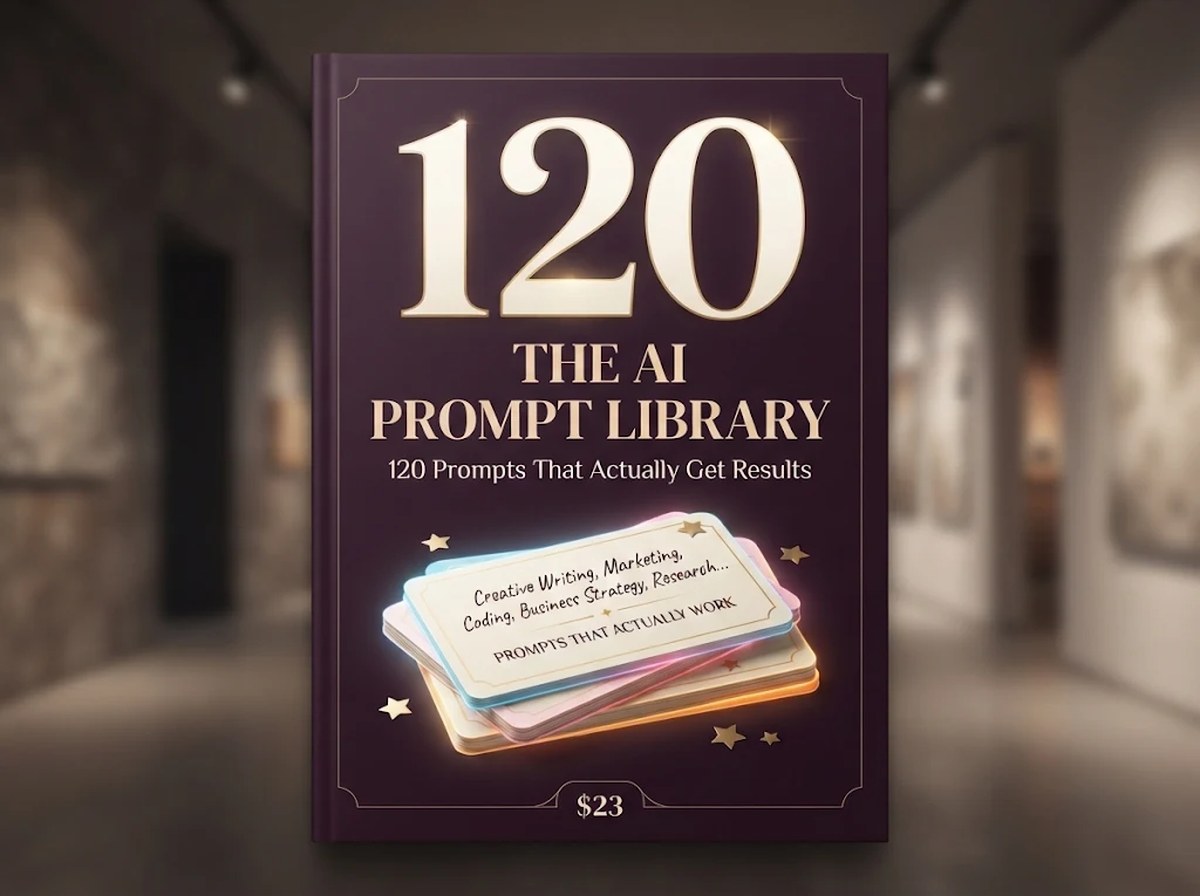 120
THE AI
PROMPT LIBRARY
120 Prompts That Actually Get Results
Creative Writing, Marketing,
Coding, Business Strategy, Research...
PROMPTS THAT ACTUALLY WORK
$23